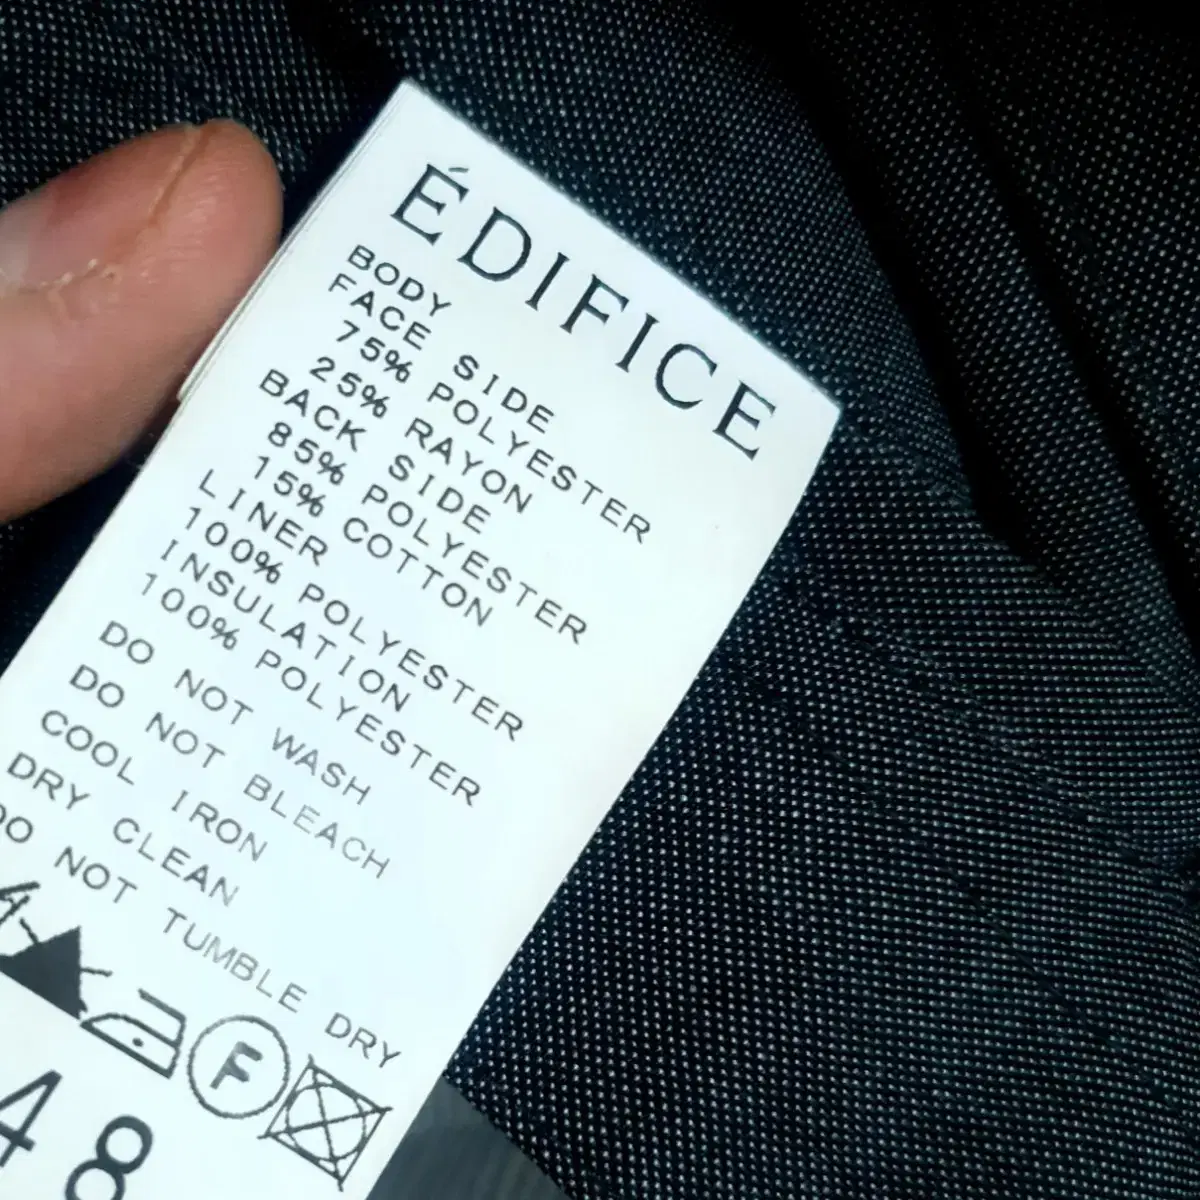 ÉDIFICE
BODY
FACE SIDE
75% POLYESTER
25% RAYON
BACK SIDE
85% POLYESTER
15% COTTON
LINER
100% POLYESTER
INSULATION
100% POLYESTER
DO NOT WASH
DO NOT BLEACH
COOL IRON
DRY CLEAN
DO NOT TUMBLE DRY
F
48